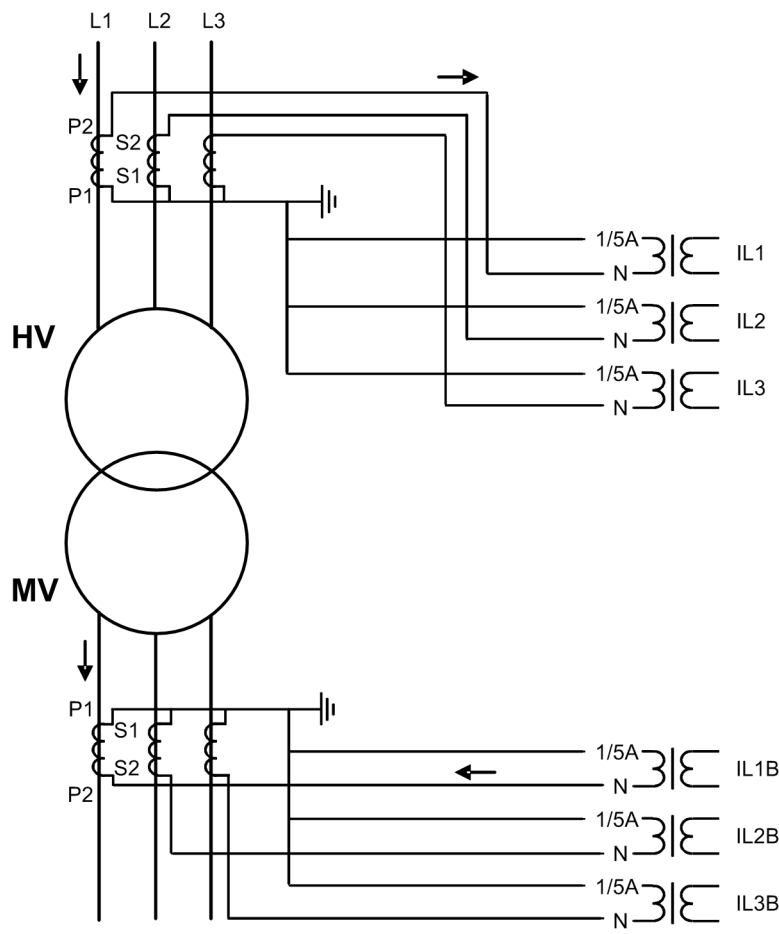 L1 L2 L3
P2
S2
S1
P1
1/5A
IL1
N
1/5A
IL2
N
HV
1/5A
IL3
N
MV
P1
S1
S2
P2
1/5A
IL1B
N
1/5A
IL2B
N
1/5A
IL3B
N